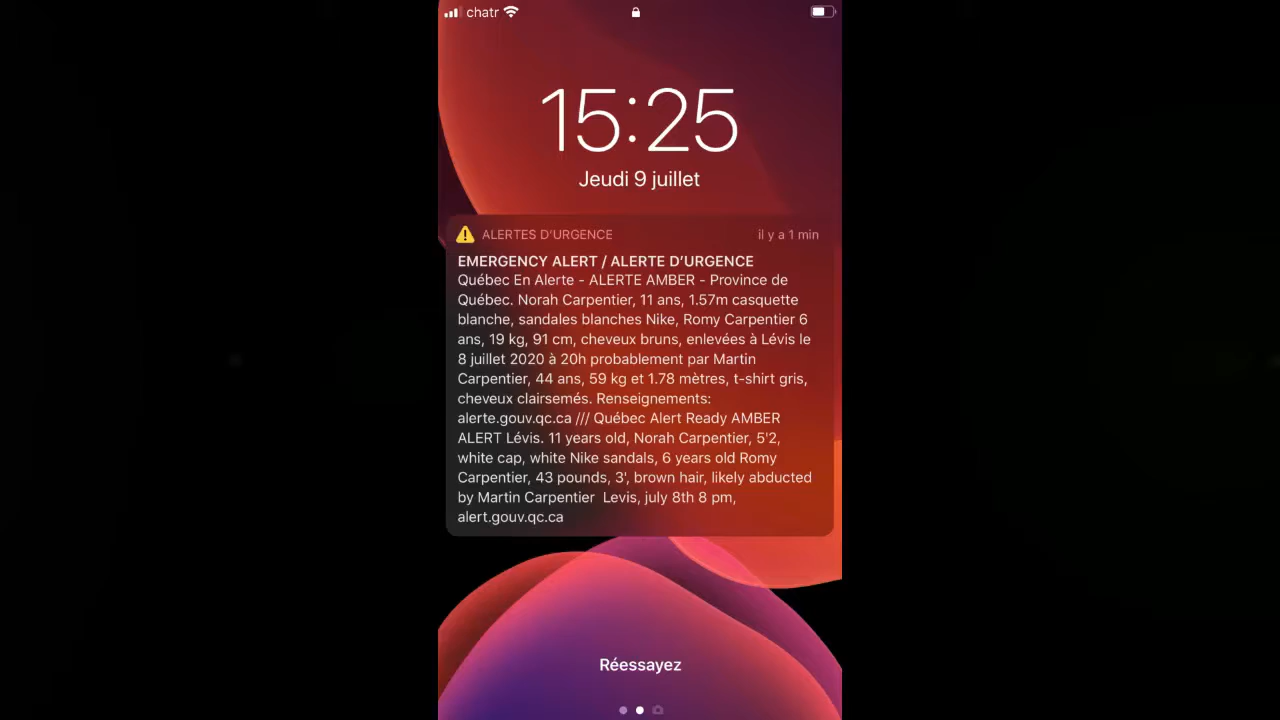 chatr
15:25
Jeudi 9 juillet
ALERTES D'URGENCE il y a 1 min
EMERGENCY ALERT / ALERTE D'URGENCE
Québec En Alerte - ALERTE AMBER - Province de
Québec. Norah Carpentier, 11 ans, 1.57m casquette
blanche, sandales blanches Nike, Romy Carpentier 6
ans, 19 kg, 91 cm, cheveux bruns, enlevées à Lévis le
8 juillet 2020 à 20h probablement par Martin
Carpentier, 44 ans, 59 kg et 1.78 mètres, t-shirt gris,
cheveux clairsemés. Renseignements:
alerte.gouv.qc.ca /// Québec Alert Ready AMBER
ALERT Lévis. 11 years old, Norah Carpentier, 5'2,
white cap, white Nike sandals, 6 years old Romy
Carpentier, 43 pounds, 3', brown hair, likely abducted
by Martin Carpentier  Levis, july 8th 8 pm,
alert.gouv.qc.ca
Réessayez